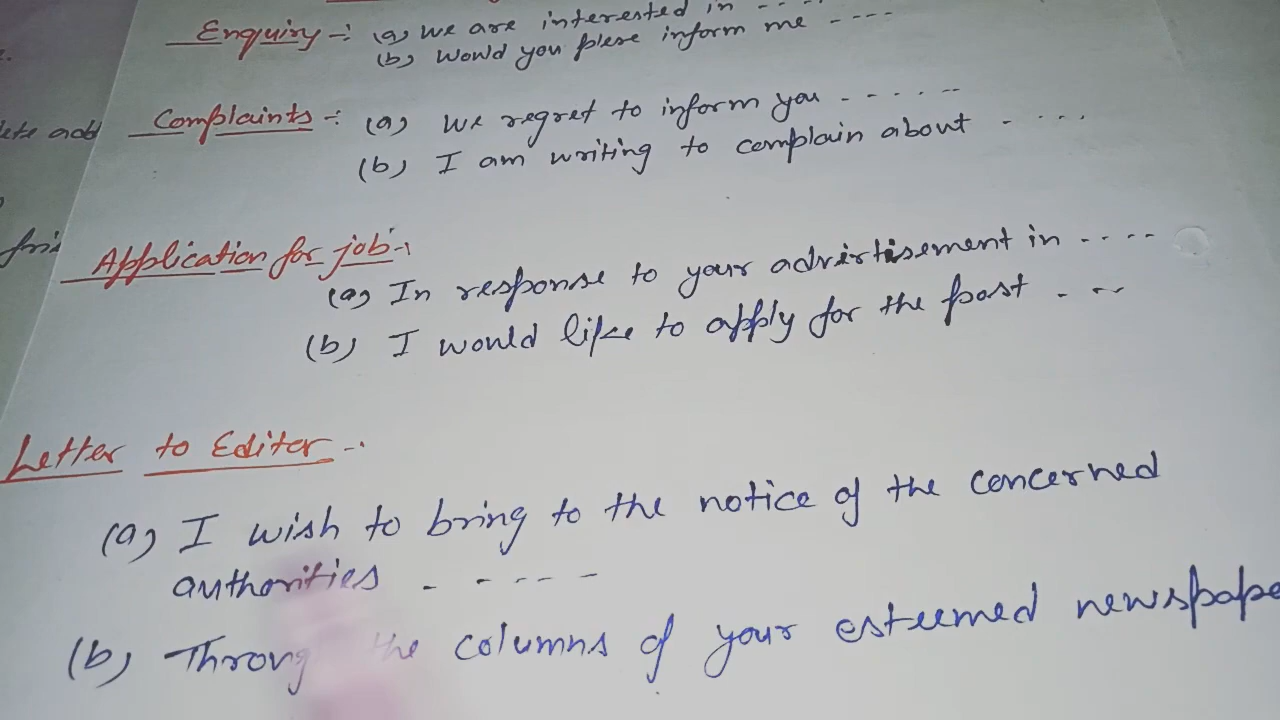 Enquiry -: (a) We are interested in ----
(b) Would you plese inform me ----
Complaints -: (a) We regret to inform you ------
(b) I am writing to complain about ----
Application for job -:
(a) In response to your advertisement in ----
(b) I would like to apply for the post ---
Letter to Editor -:
(a) I wish to bring to the notice of the concerned
authorities -----
(b) the columns of your esteemed newspape